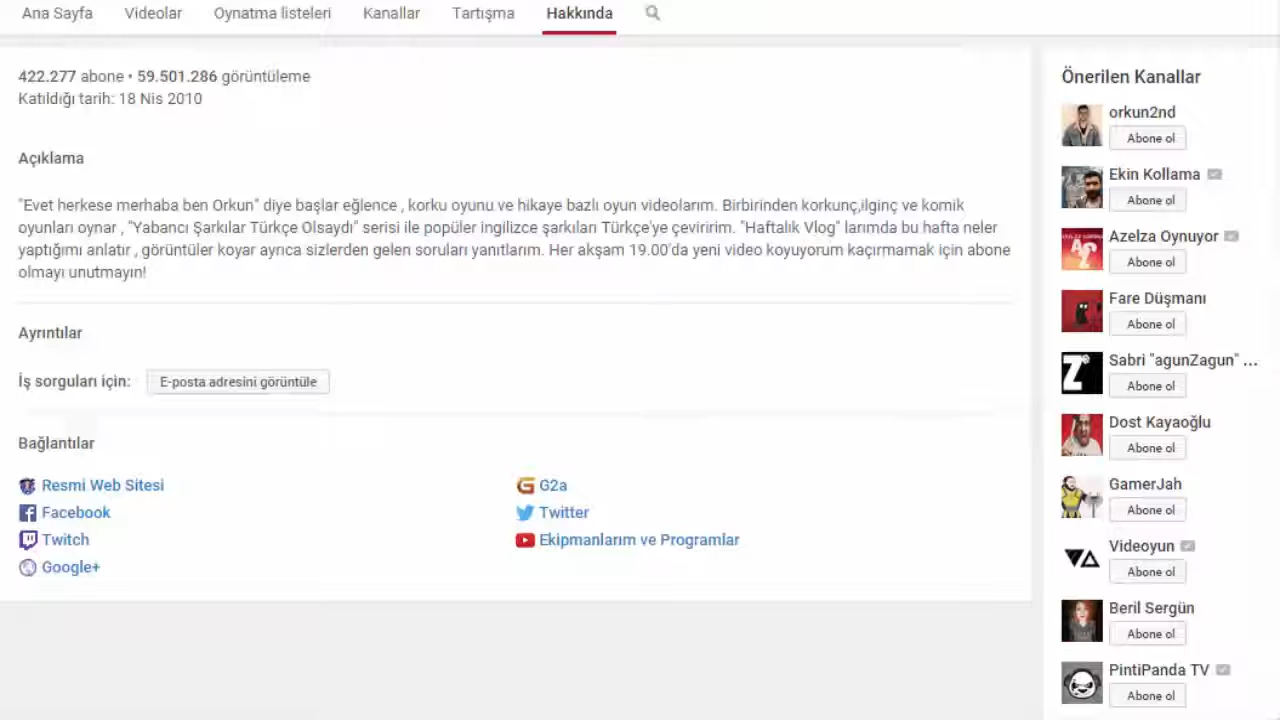 Ana Sayfa Videolar Oynatma listeleri Kanallar Tartışma Hakkında
422.277 abone • 59.501.286 görüntüleme
Katıldığı tarih: 18 Nis 2010
Açıklama
"Evet herkese merhaba ben Orkun" diye başlar eğlence , korku oyunu ve hikaye bazlı oyun videolarım. Birbirinden korkunç,ilginç ve komik
oyunları oynar , "Yabancı Şarkılar Türkçe Olsaydı" serisi ile popüler ingilizce şarkıları Türkçe'ye çeviririm. "Haftalık Vlog" larımda bu hafta neler
yaptığımı anlatır , görüntüler koyar ayrıca sizlerden gelen soruları yanıtlarım. Her akşam 19.00'da yeni video koyuyorum kaçırmamak için abone
olmayı unutmayın!
Ayrıntılar
İş sorguları için: E-posta adresini görüntüle
Bağlantılar
Resmi Web Sitesi
G2a
Facebook
Twitter
Twitch
Ekipmanlarım ve Programlar
Google+
Önerilen Kanallar
orkun2nd
Abone ol
Ekin Kollama
Abone ol
Azelza Oynuyor
Abone ol
Fare Düşmanı
Abone ol
Sabri "agunZagun" ...
Abone ol
Dost Kayaoğlu
Abone ol
GamerJah
Abone ol
Videoyun
Abone ol
Beril Sergün
Abone ol
PintiPanda TV
Abone ol